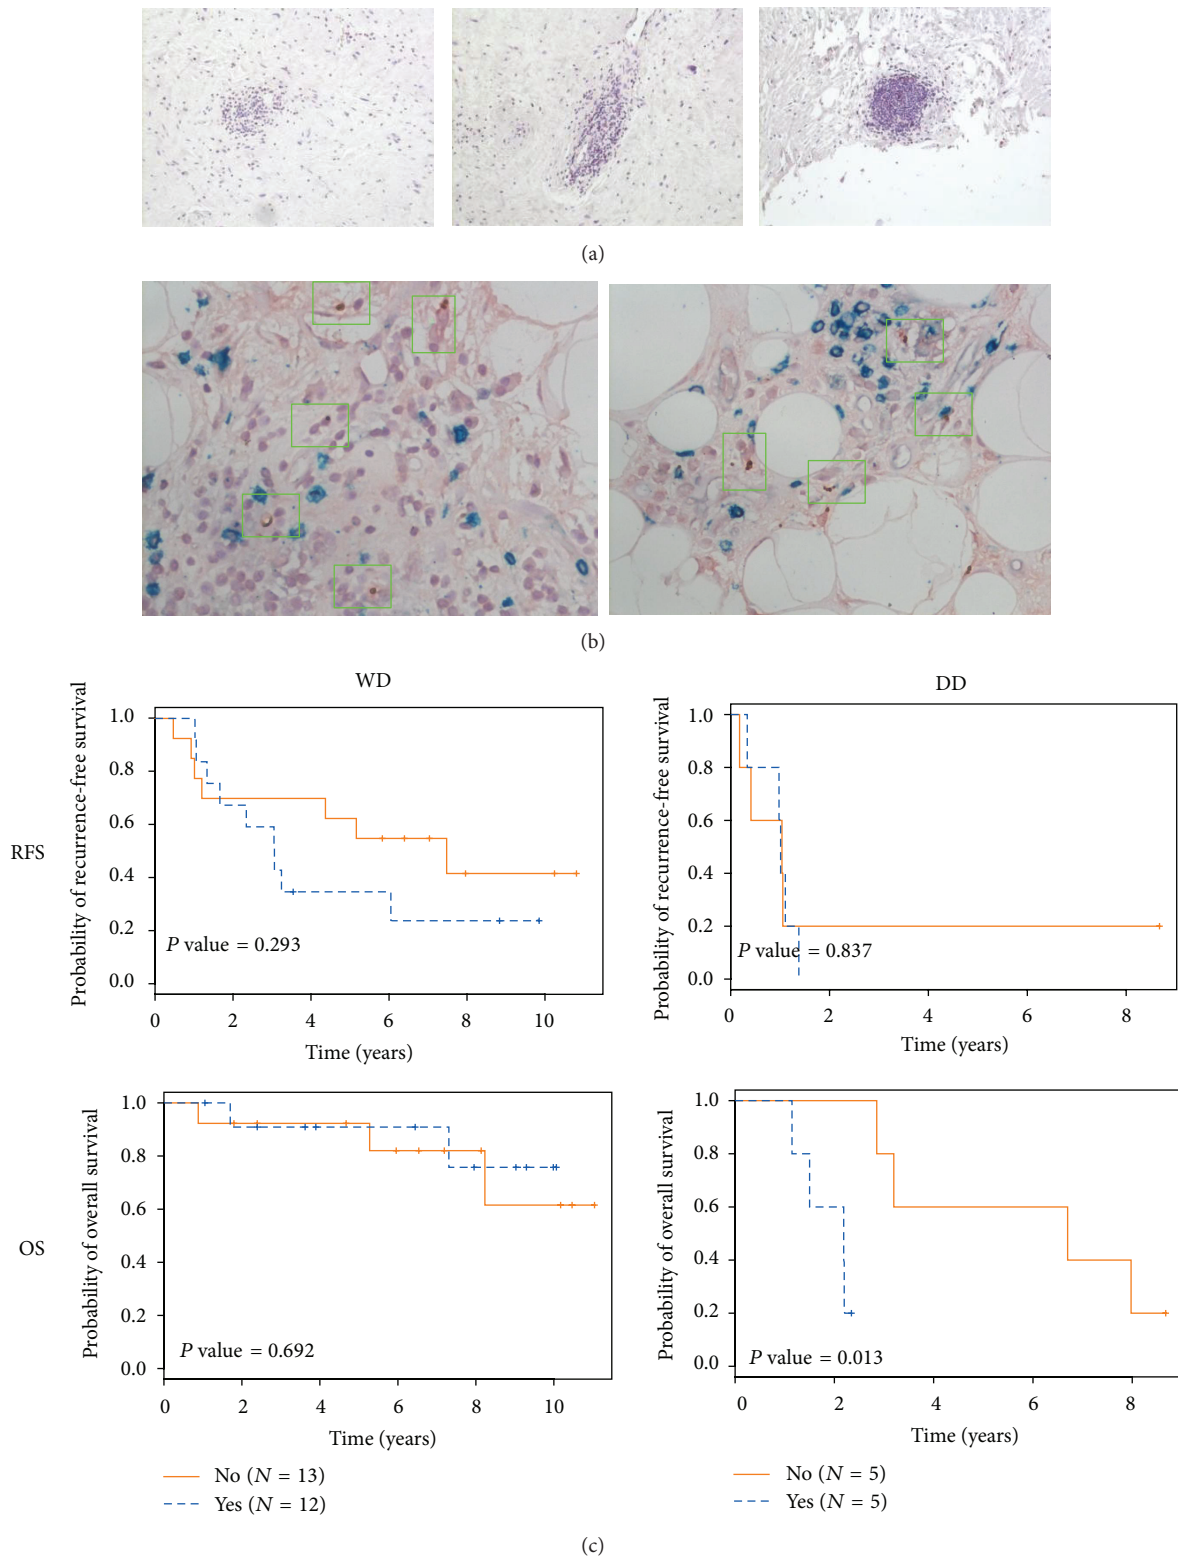 (a)
(b)
WD
DD
RFS
Probability of recurrence-free survival
1.0
0.8
0.6
0.4
0.2
0.0
P value = 0.293
0 2 4 6 8 10
Time (years)
Probability of recurrence-free survival
1.0
0.8
0.6
0.4
0.2
0.0
P value = 0.837
0 2 4 6 8
Time (years)
OS
Probability of overall survival
1.0
0.8
0.6
0.4
0.2
0.0
P value = 0.692
0 2 4 6 8 10
Time (years)
No (N = 13)
Yes (N = 12)
Probability of overall survival
1.0
0.8
0.6
0.4
0.2
0.0
P value = 0.013
0 2 4 6 8
Time (years)
No (N = 5)
Yes (N = 5)
(c)